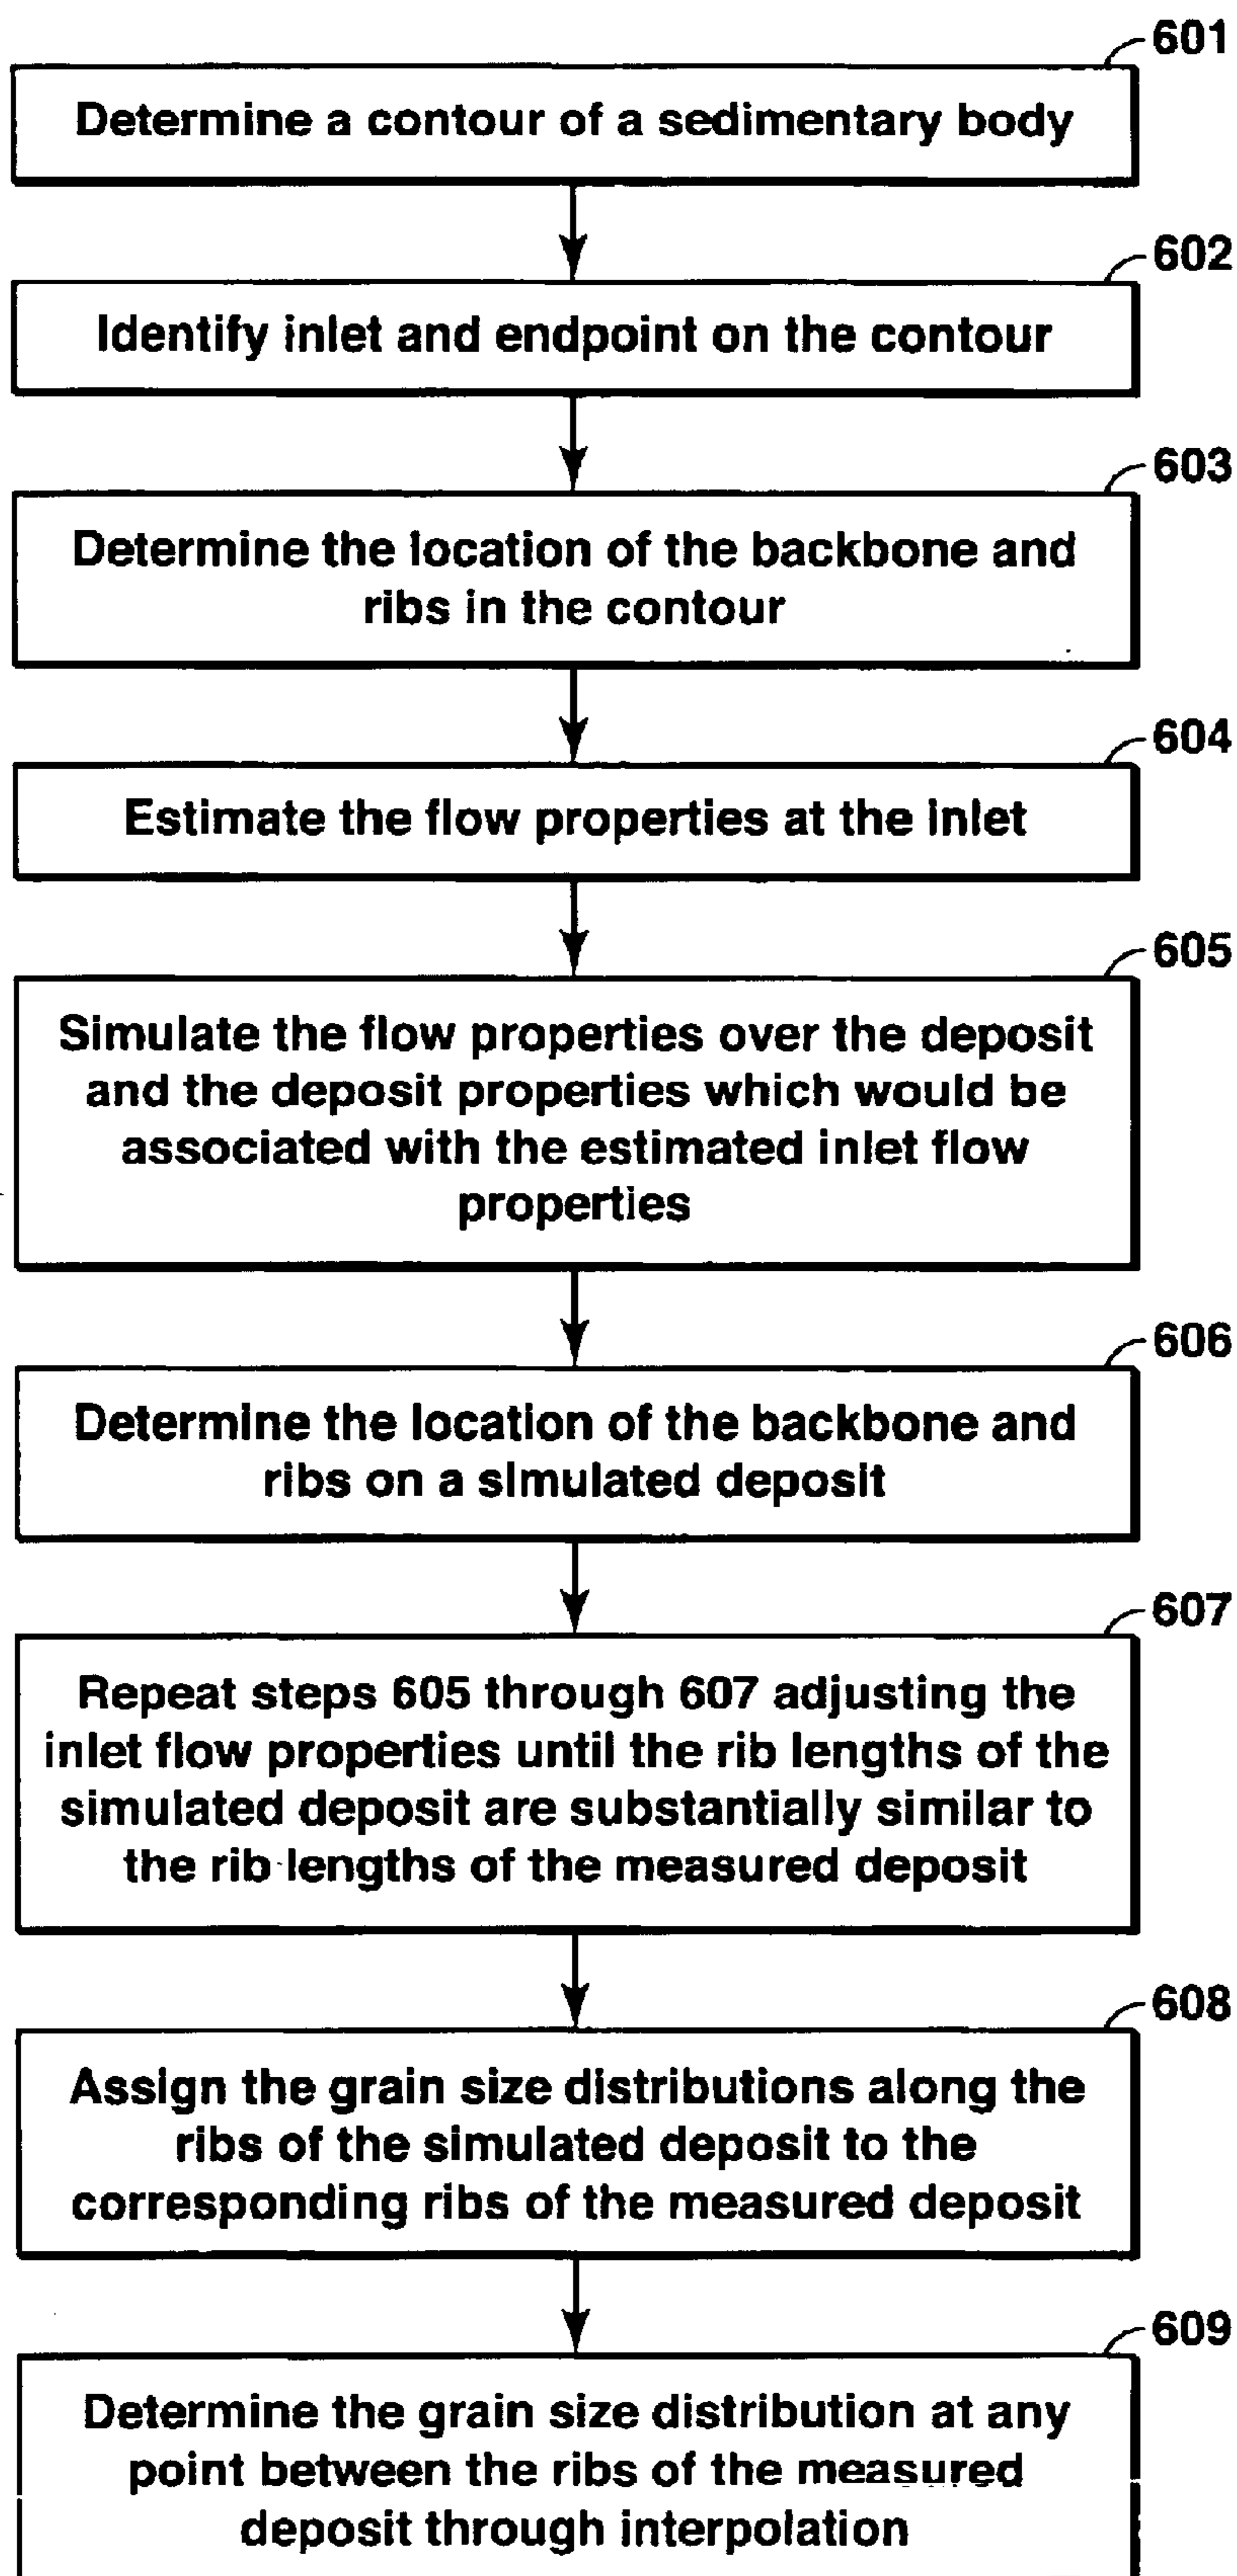 601
Determine a contour of a sedimentary body
602
Identify inlet and endpoint on the contour
603
Determine the location of the backbone and
ribs in the contour
604
Estimate the flow properties at the inlet
605
Simulate the flow properties over the deposit
and the deposit properties which would be
associated with the estimated inlet flow
properties
606
Determine the location of the backbone and
ribs on a simulated deposit
607
Repeat steps 605 through 607 adjusting the
inlet flow properties until the rib lengths of the
simulated deposit are substantially similar to
the rib lengths of the measured deposit
608
Assign the grain size distributions along the
ribs of the simulated deposit to the
corresponding ribs of the measured deposit
609
Determine the grain size distribution at any
point between the ribs of the measured
deposit through interpolation